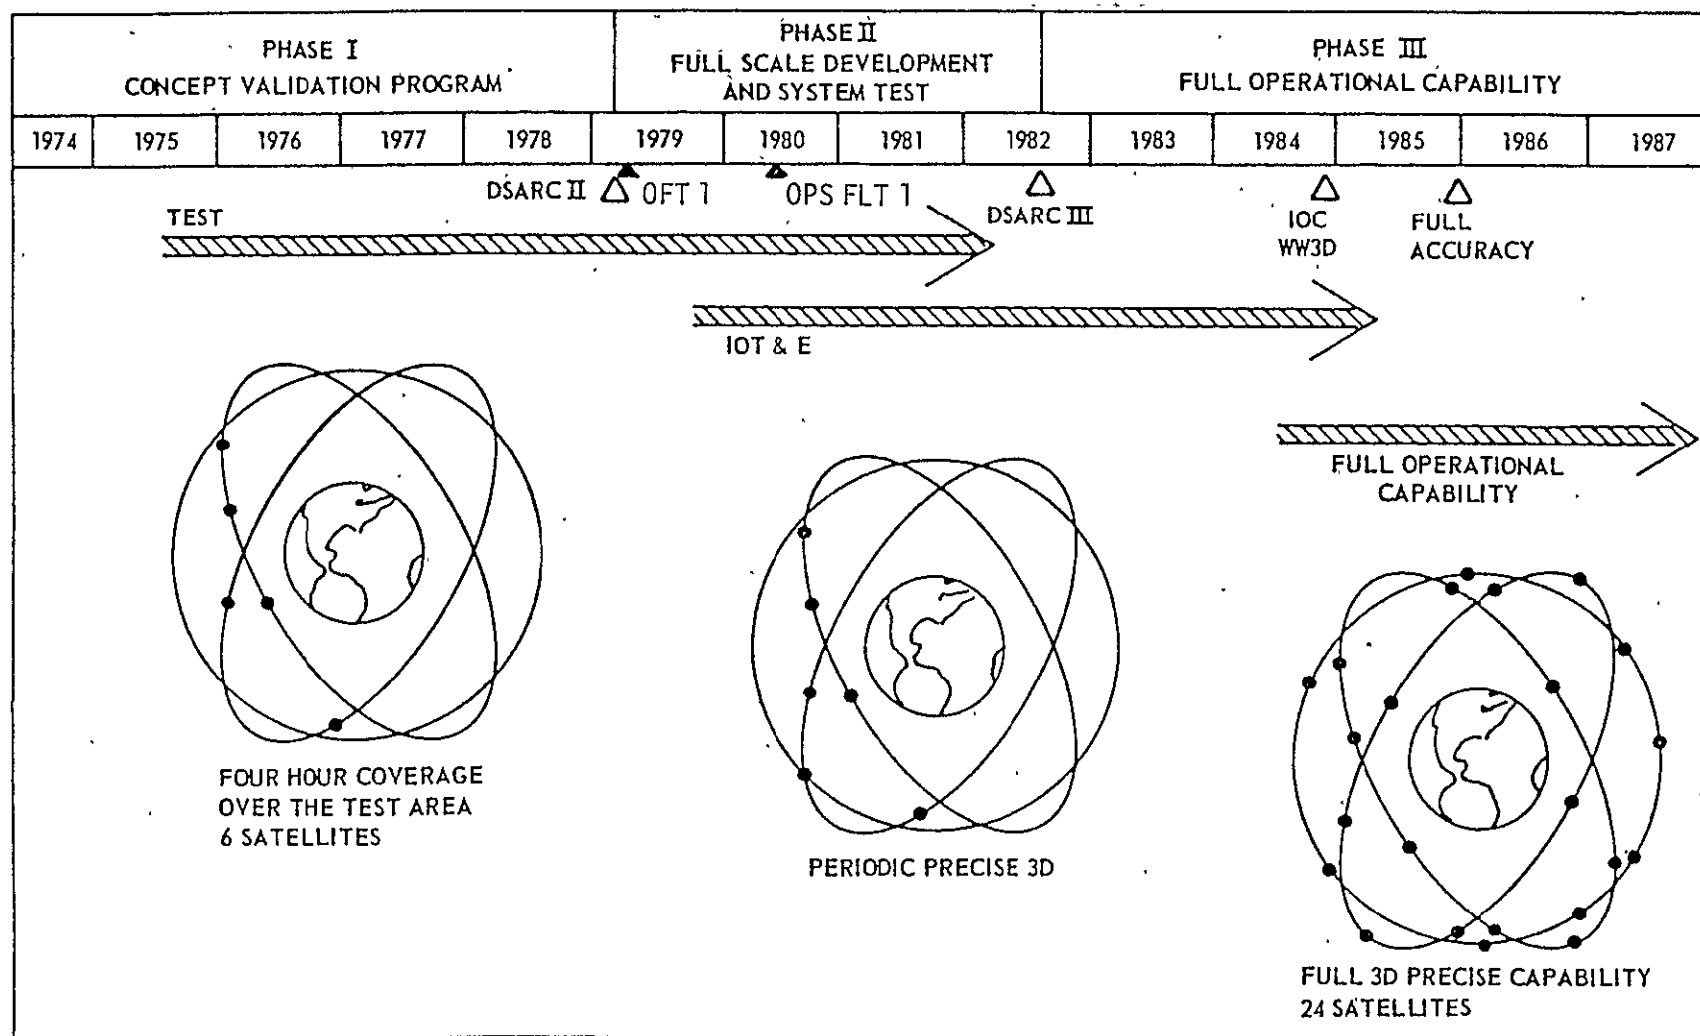 PHASE I
CONCEPT VALIDATION PROGRAM
PHASE II
FULL SCALE DEVELOPMENT
AND SYSTEM TEST
PHASE III
FULL OPERATIONAL CAPABILITY
1974 1975 1976 1977 1978 1979 1980 1981 1982 1983 1984 1985 1986 1987
DSARC II
OFT 1
OPS FLT 1
DSARC III
IOC
WW3D
FULL
ACCURACY
TEST
IOT & E
FULL OPERATIONAL
CAPABILITY
FOUR HOUR COVERAGE
OVER THE TEST AREA
6 SATELLITES
PERIODIC PRECISE 3D
FULL 3D PRECISE CAPABILITY
24 SATELLITES